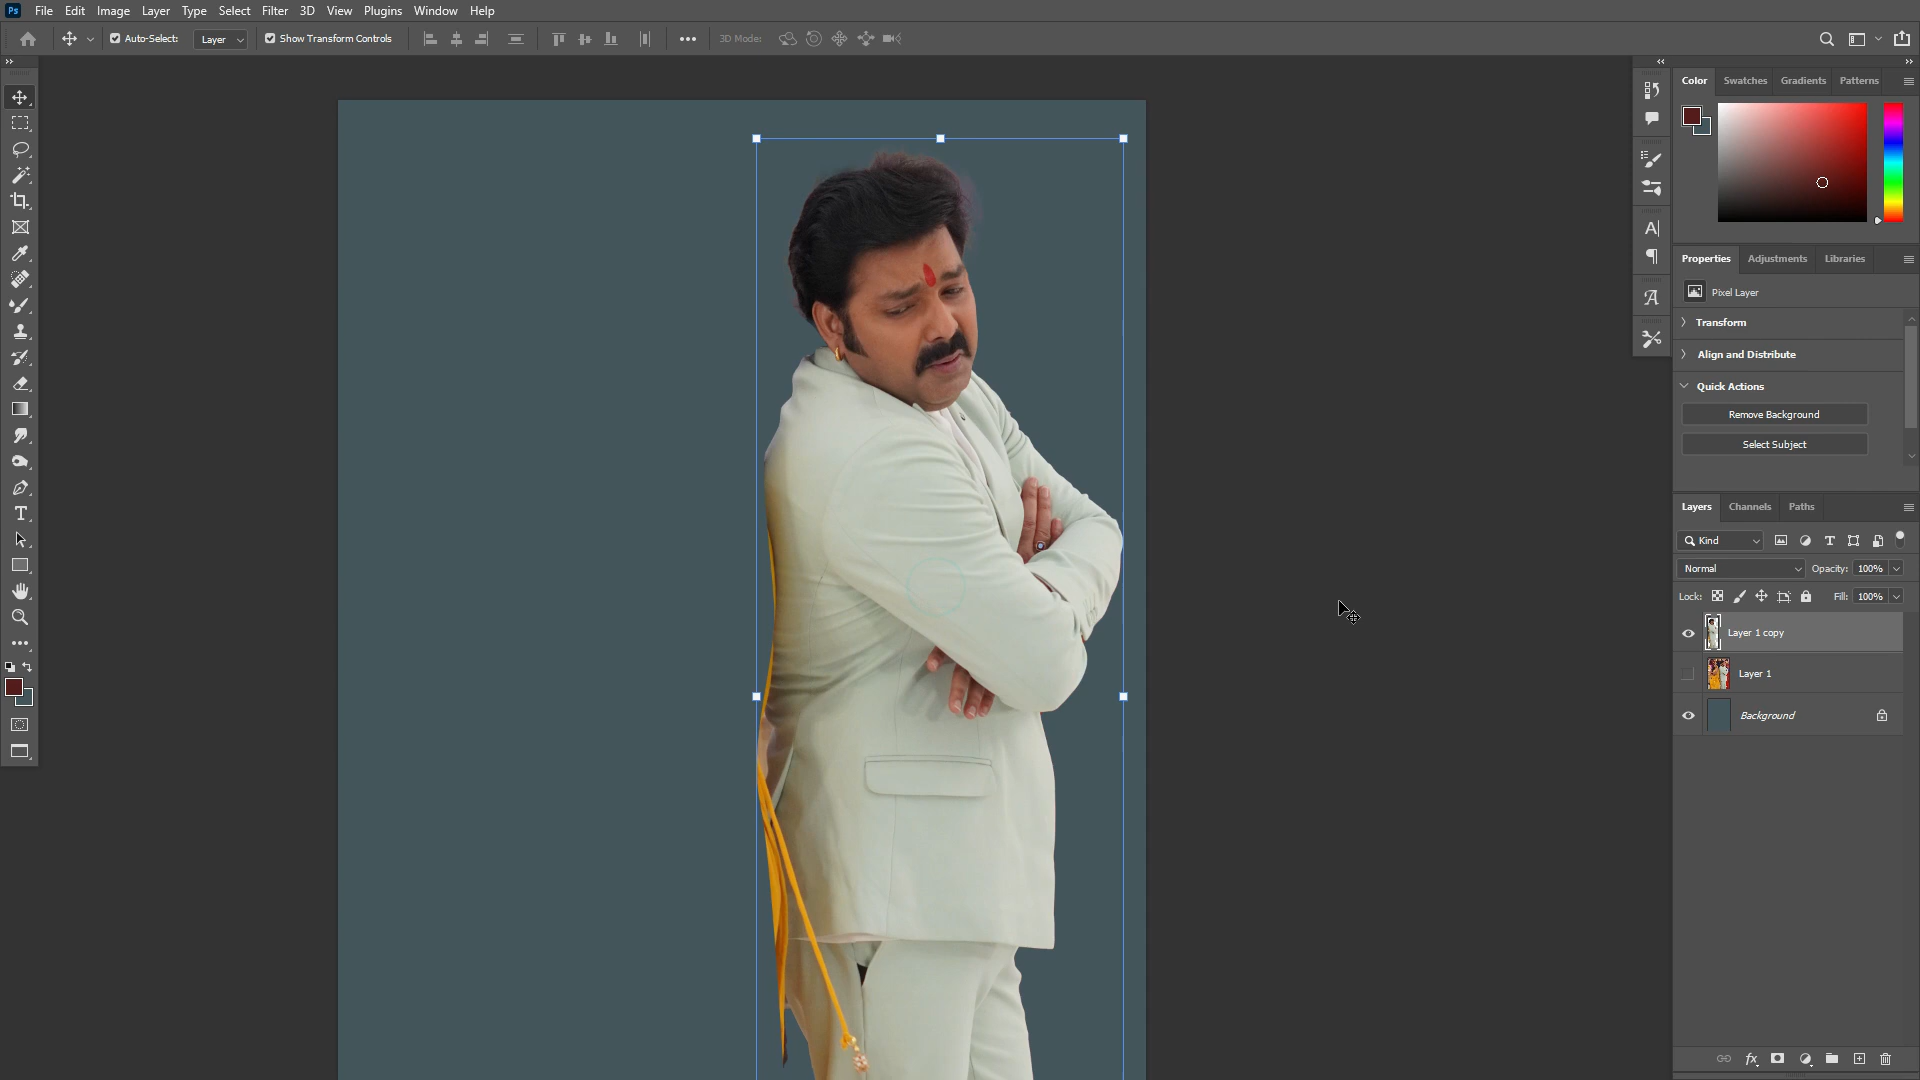 Ps File Edit Image Layer Type Select Filter 3D View Plugins Window Help
Auto-Select: Layer Show Transform Controls 3D Mode:
Color Swatches Gradients Patterns
Properties Adjustments Libraries
Pixel Layer
Transform
Align and Distribute
Quick Actions
Remove Background
Select Subject
Layers Channels Paths
Kind
Normal Opacity: 100%
Lock: Fill: 100%
Layer 1 copy
Layer 1
Background
fx